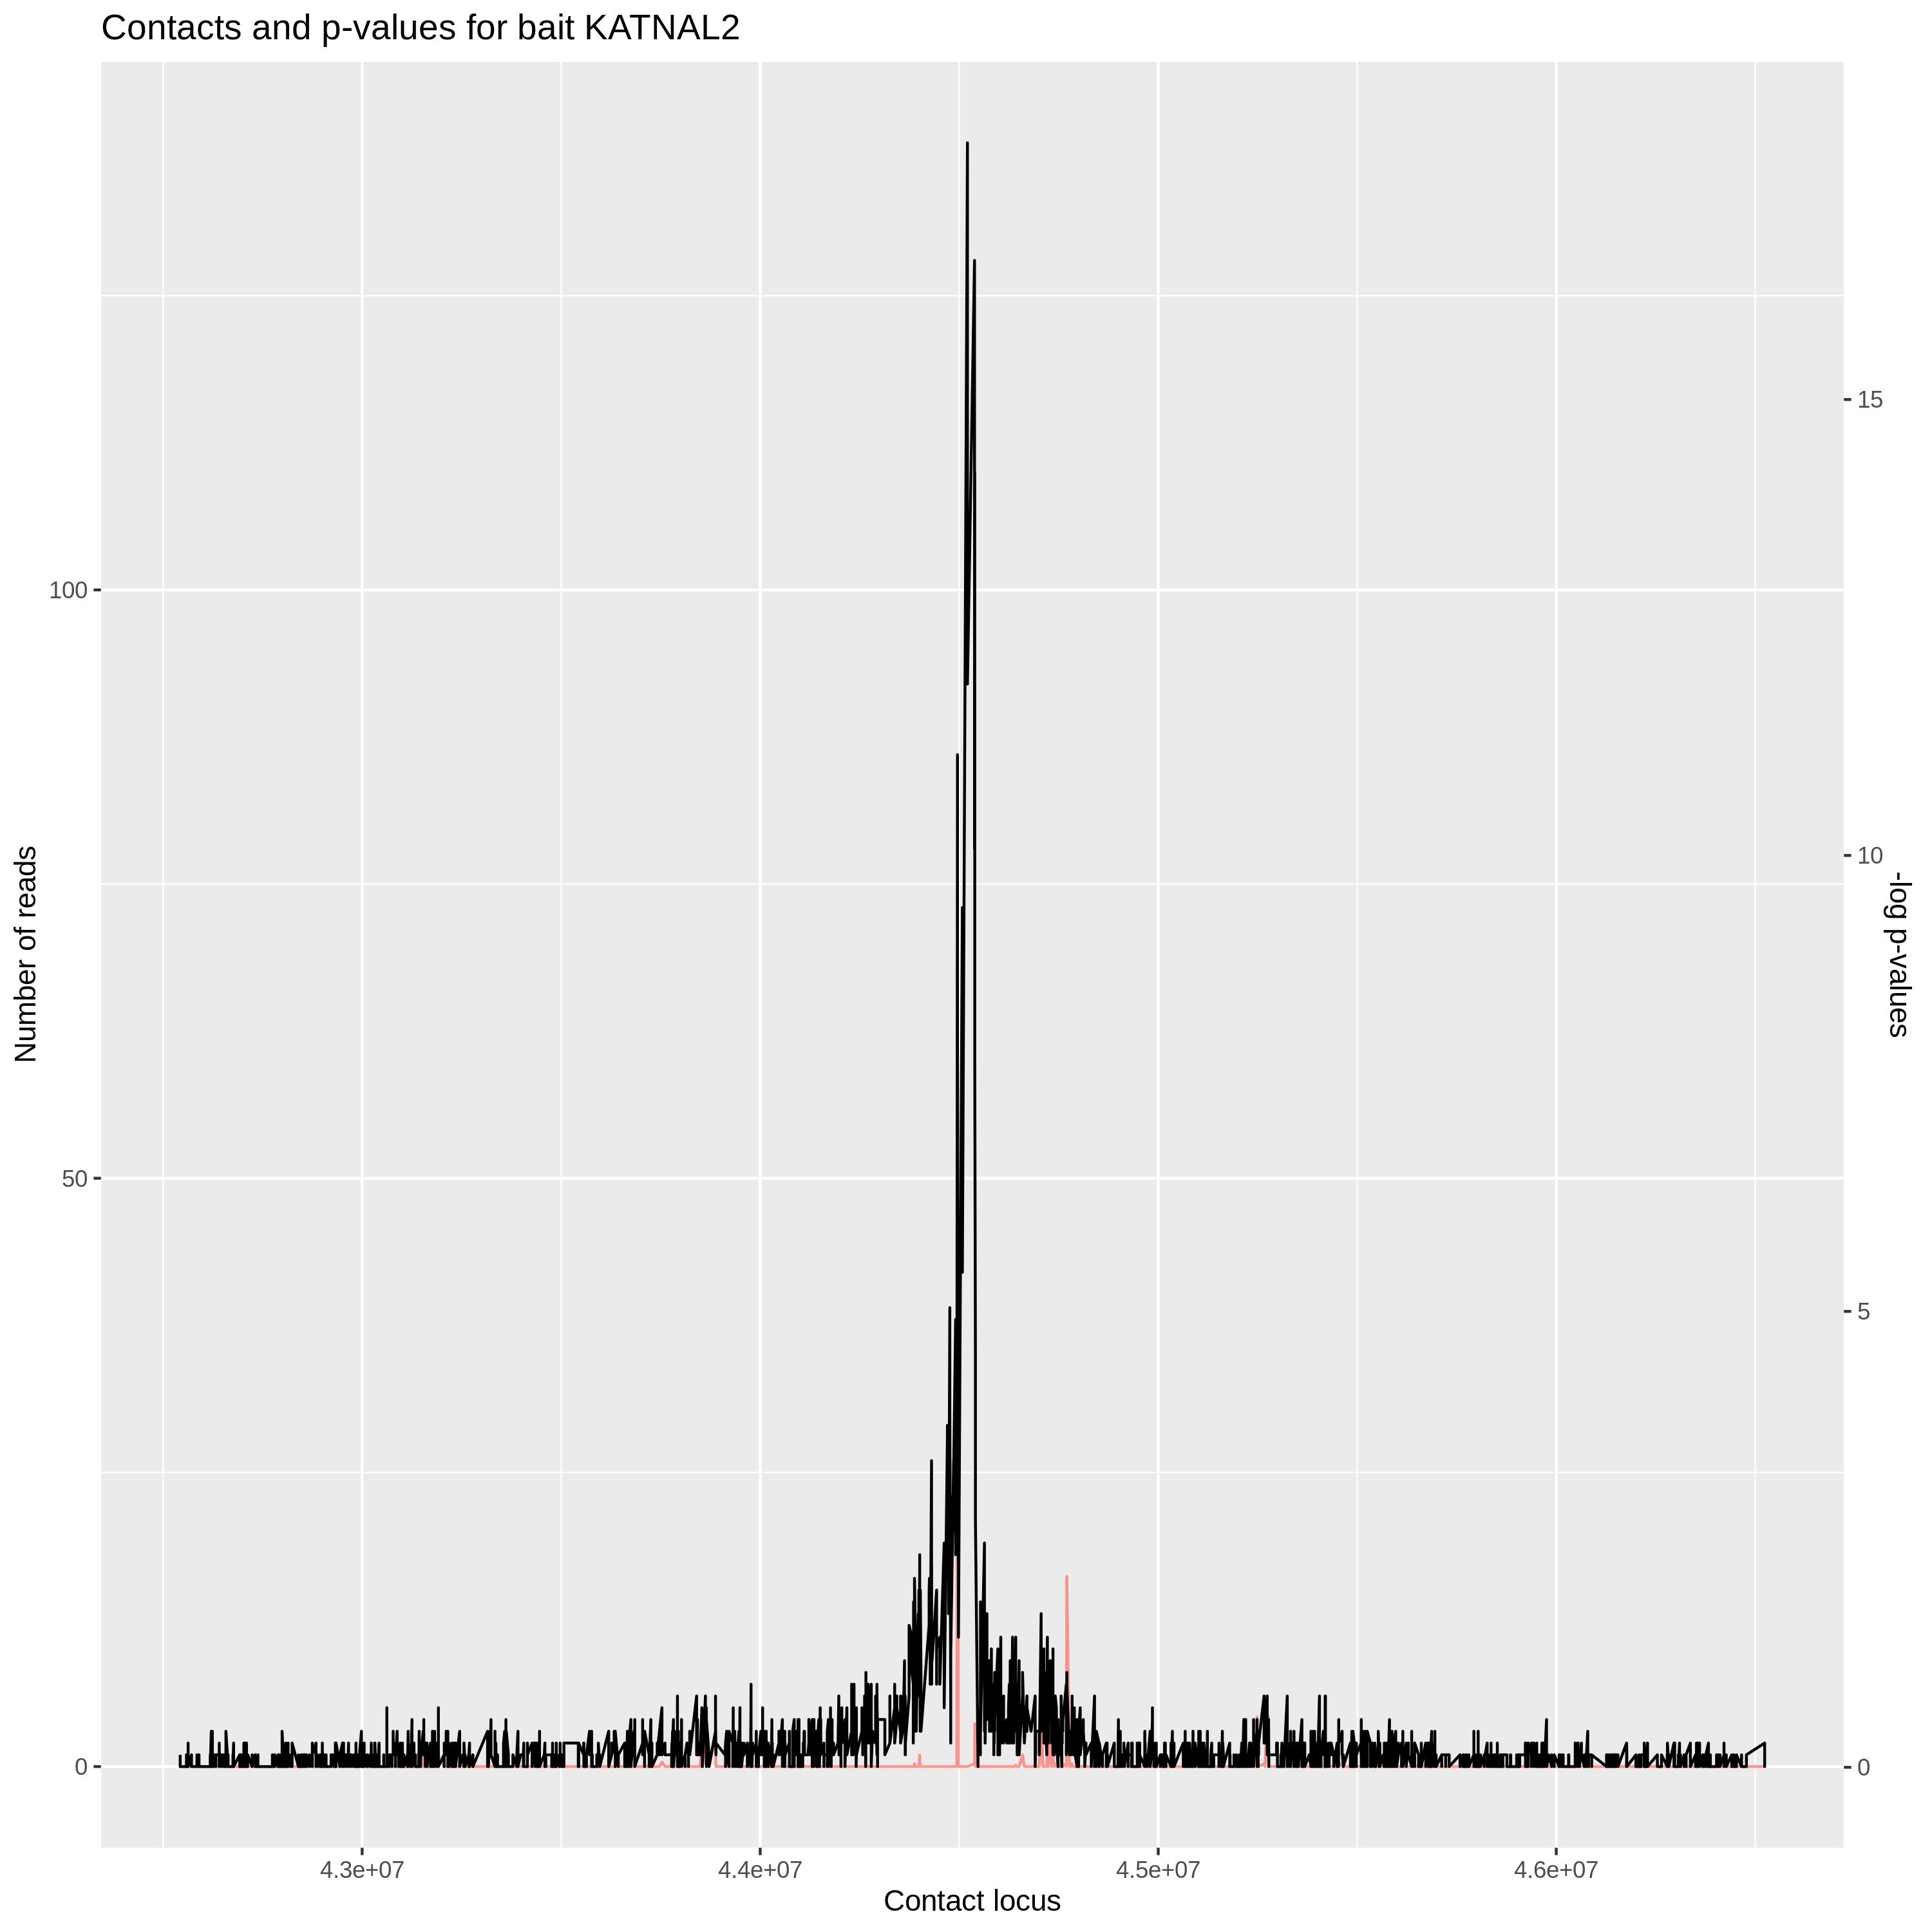 Contacts and p-values for bait KATNAL2
Number of reads
100
50
0
15
10
5
0
-log p-values
4.3e+07
4.4e+07
4.5e+07
4.6e+07
Contact locus